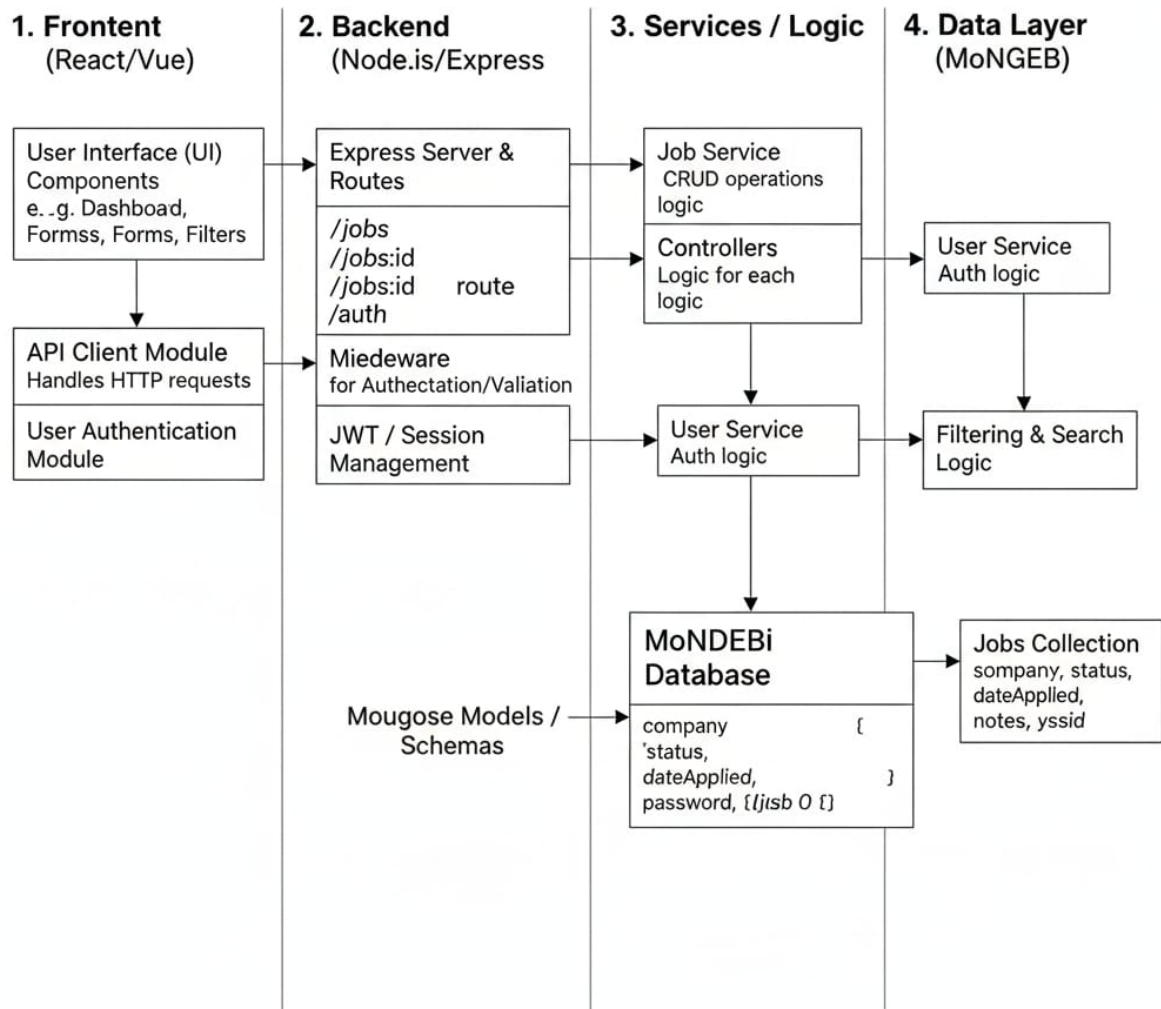 1. Frontent
(React/Vue)
2. Backend
(Node.is/Express
3. Services / Logic
4. Data Layer
(MoNGEB)
User Interface (UI)
Components
e. .g. Dashboad,
Formss, Forms, Filters
API Client Module
Handles HTTP requests
User Authentication
Module
Express Server &
Routes
/jobs
/jobs:id
/jobs:id route
/auth
Miedeware
for Authectation/Valiation
JWT / Session
Management
Job Service
CRUD operations
logic
Controllers
Logic for each
logic
User Service
Auth logic
User Service
Auth logic
Filtering & Search
Logic
Mougose Models /
Schemas
MoNDEBi
Database
company {
'status,
dateApplied, }
password,
Jobs Collection
sompany, status,
dateApplled,
notes, yssid